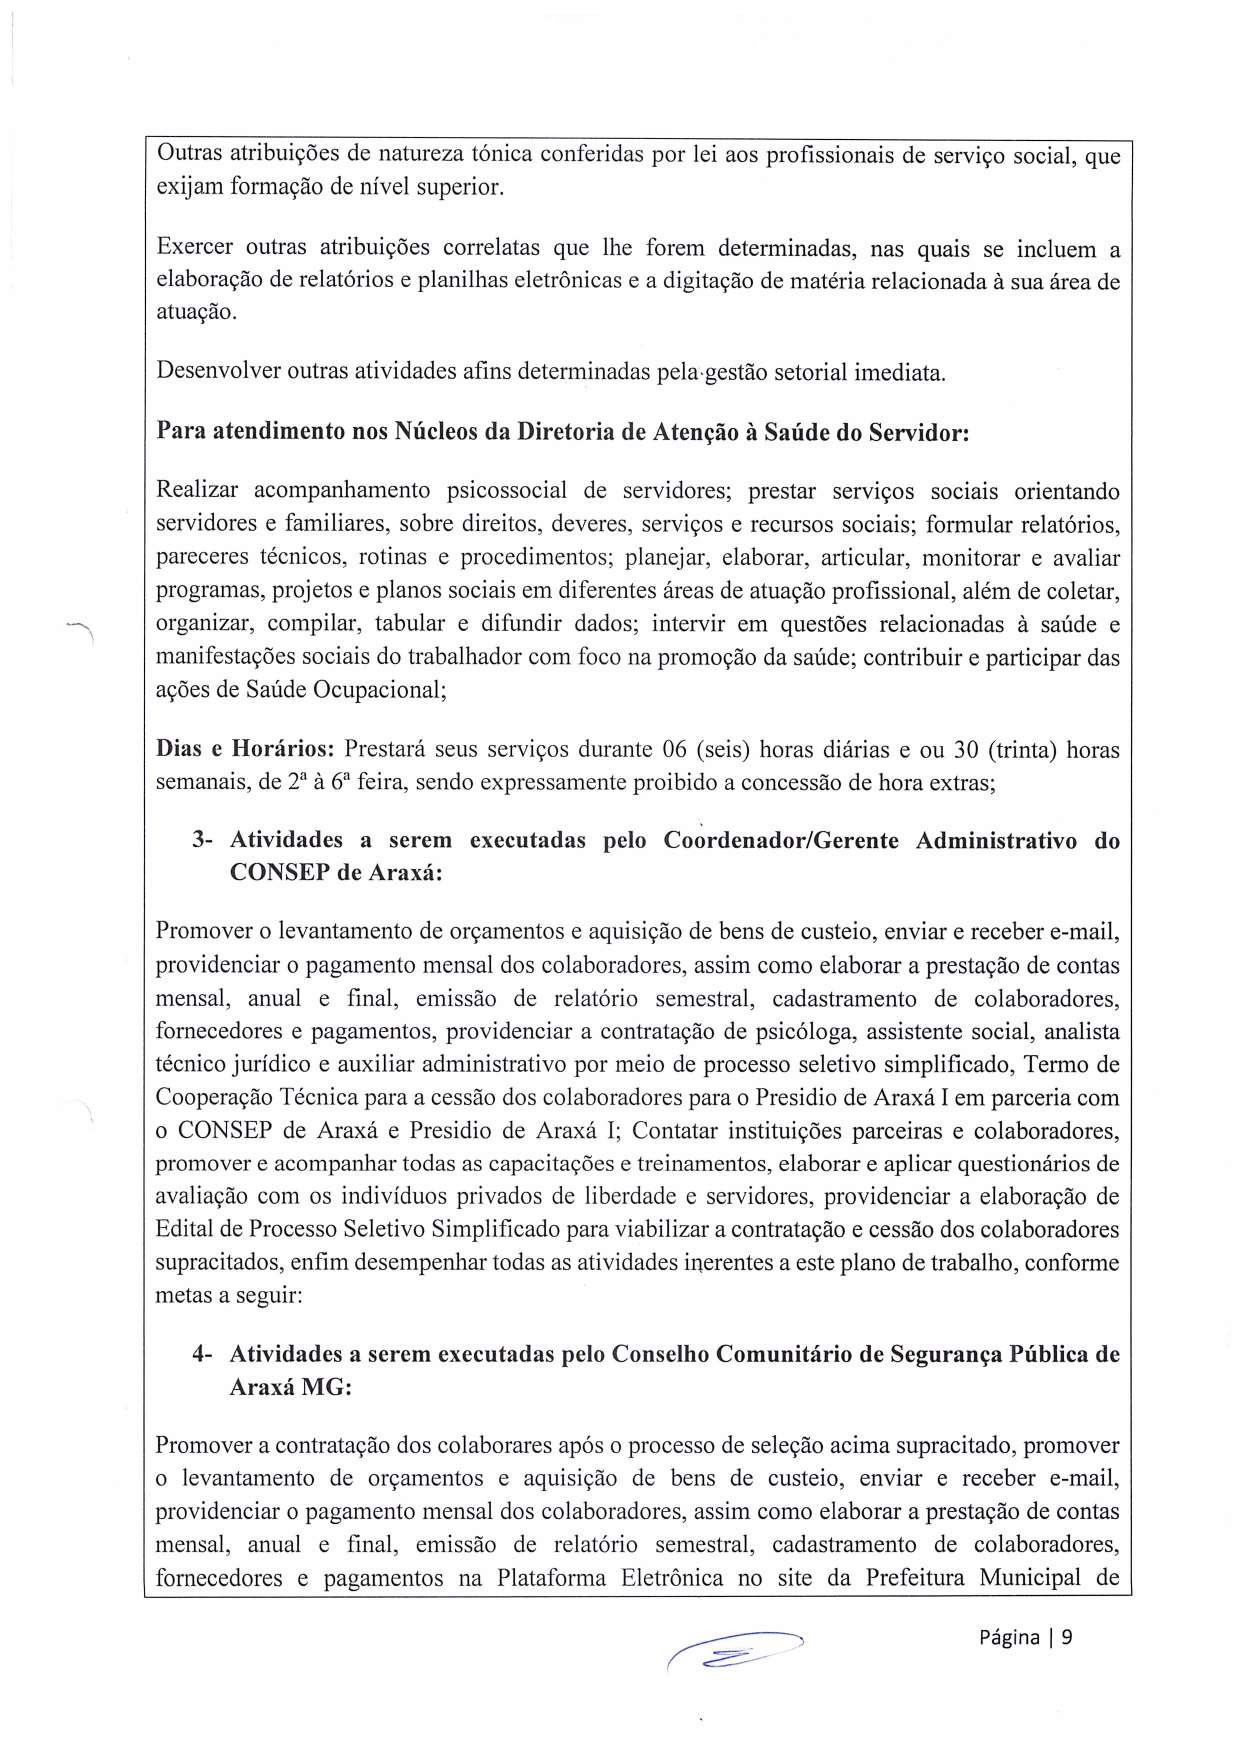 Outras atribuições de natureza tónica conferidas por lei aos profissionais de serviço social, que
exijam formação de nível superior.
Exercer outras atribuições correlatas que lhe forem determinadas, nas quais se incluem a
elaboração de relatórios e planilhas eletrônicas e a digitação de matéria relacionada à sua área de
atuação.
Desenvolver outras atividades afins determinadas pela gestão setorial imediata.
Para atendimento nos Núcleos da Diretoria de Atenção à Saúde do Servidor:
Realizar acompanhamento psicossocial de servidores; prestar serviços sociais orientando
servidores e familiares, sobre direitos, deveres, serviços e recursos sociais; formular relatórios,
pareceres técnicos, rotinas e procedimentos; planejar, elaborar, articular, monitorar e avaliar
programas, projetos e planos sociais em diferentes áreas de atuação profissional, além de coletar,
organizar, compilar, tabular e difundir dados; intervir em questões relacionadas à saúde e
manifestações sociais do trabalhador com foco na promoção da saúde; contribuir e participar das
ações de Saúde Ocupacional;
Dias e Horários: Prestará seus serviços durante 06 (seis) horas diárias e ou 30 (trinta) horas
semanais, de 2ª à 6ª feira, sendo expressamente proibido a concessão de hora extras;
3- Atividades a serem executadas pelo Coordenador/Gerente Administrativo do
CONSEP de Araxá:
Promover o levantamento de orçamentos e aquisição de bens de custeio, enviar e receber e-mail,
providenciar o pagamento mensal dos colaboradores, assim como elaborar a prestação de contas
mensal, anual e final, emissão de relatório semestral, cadastramento de colaboradores,
fornecedores e pagamentos, providenciar a contratação de psicóloga, assistente social, analista
técnico jurídico e auxiliar administrativo por meio de processo seletivo simplificado, Termo de
Cooperação Técnica para a cessão dos colaboradores para o Presidio de Araxá I em parceria com
o CONSEP de Araxá e Presidio de Araxá I; Contatar instituições parceiras e colaboradores,
promover e acompanhar todas as capacitações e treinamentos, elaborar e aplicar questionários de
avaliação com os indivíduos privados de liberdade e servidores, providenciar a elaboração de
Edital de Processo Seletivo Simplificado para viabilizar a contratação e cessão dos colaboradores
supracitados, enfim desempenhar todas as atividades inerentes a este plano de trabalho, conforme
metas a seguir:
4- Atividades a serem executadas pelo Conselho Comunitário de Segurança Pública de
Araxá MG:
Promover a contratação dos colaborares após o processo de seleção acima supracitado, promover
o levantamento de orçamentos e aquisição de bens de custeio, enviar e receber e-mail,
providenciar o pagamento mensal dos colaboradores, assim como elaborar a prestação de contas
mensal, anual e final, emissão de relatório semestral, cadastramento de colaboradores,
fornecedores e pagamentos na Plataforma Eletrônica no site da Prefeitura Municipal de
Página | 9